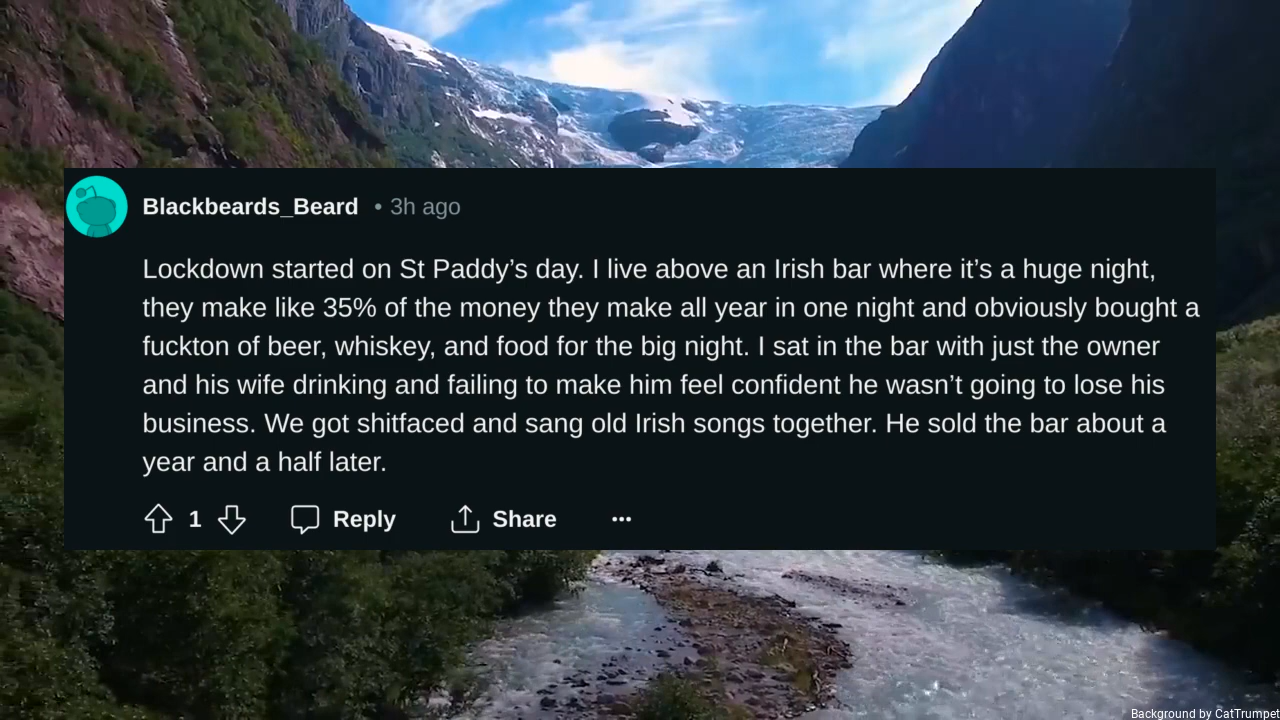 Blackbeards_Beard • 3h ago
Lockdown started on St Paddy’s day. I live above an Irish bar where it’s a huge night,
they make like 35% of the money they make all year in one night and obviously bought a
fuckton of beer, whiskey, and food for the big night. I sat in the bar with just the owner
and his wife drinking and failing to make him feel confident he wasn’t going to lose his
business. We got shitfaced and sang old Irish songs together. He sold the bar about a
year and a half later.
1 Reply Share ···
Background by CatTrumpet